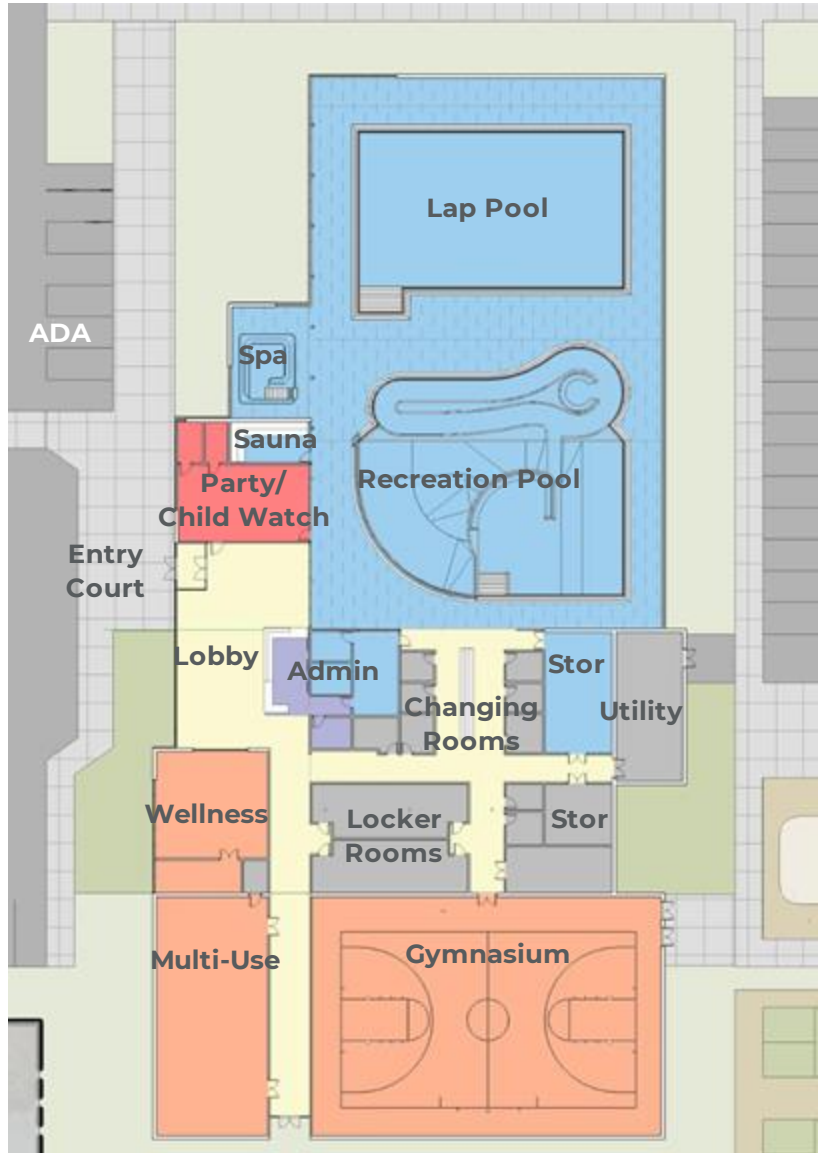 Lap Pool
ADA
Spa
Sauna
Party/
Child Watch
Recreation Pool
Entry
Court
Lobby
Admin
Stor
Changing
Rooms
Utility
Wellness
Locker
Rooms
Stor
Multi-Use
Gymnasium